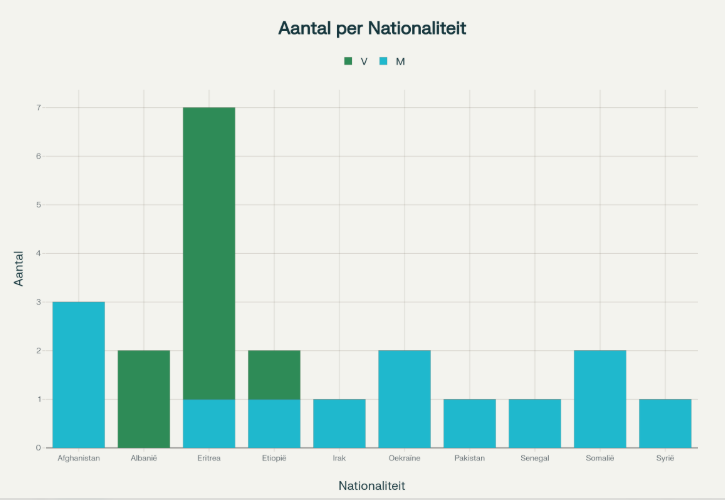 Aantal per Nationaliteit
V M
7
6
5
4
3
2
1
0
Aantal
Afghanistan Albanië Eritrea Etiopië Irak Oekraïne Pakistan Senegal Somalië Syrië
Nationaliteit